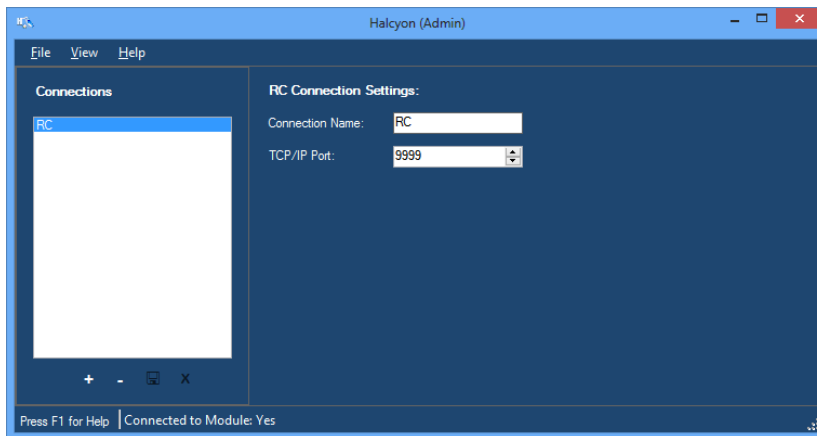 Halcyon (Admin)
File View Help
Connections
RC
+ - X
RC Connection Settings:
Connection Name: RC
TCP/IP Port: 9999
Press F1 for Help Connected to Module: Yes